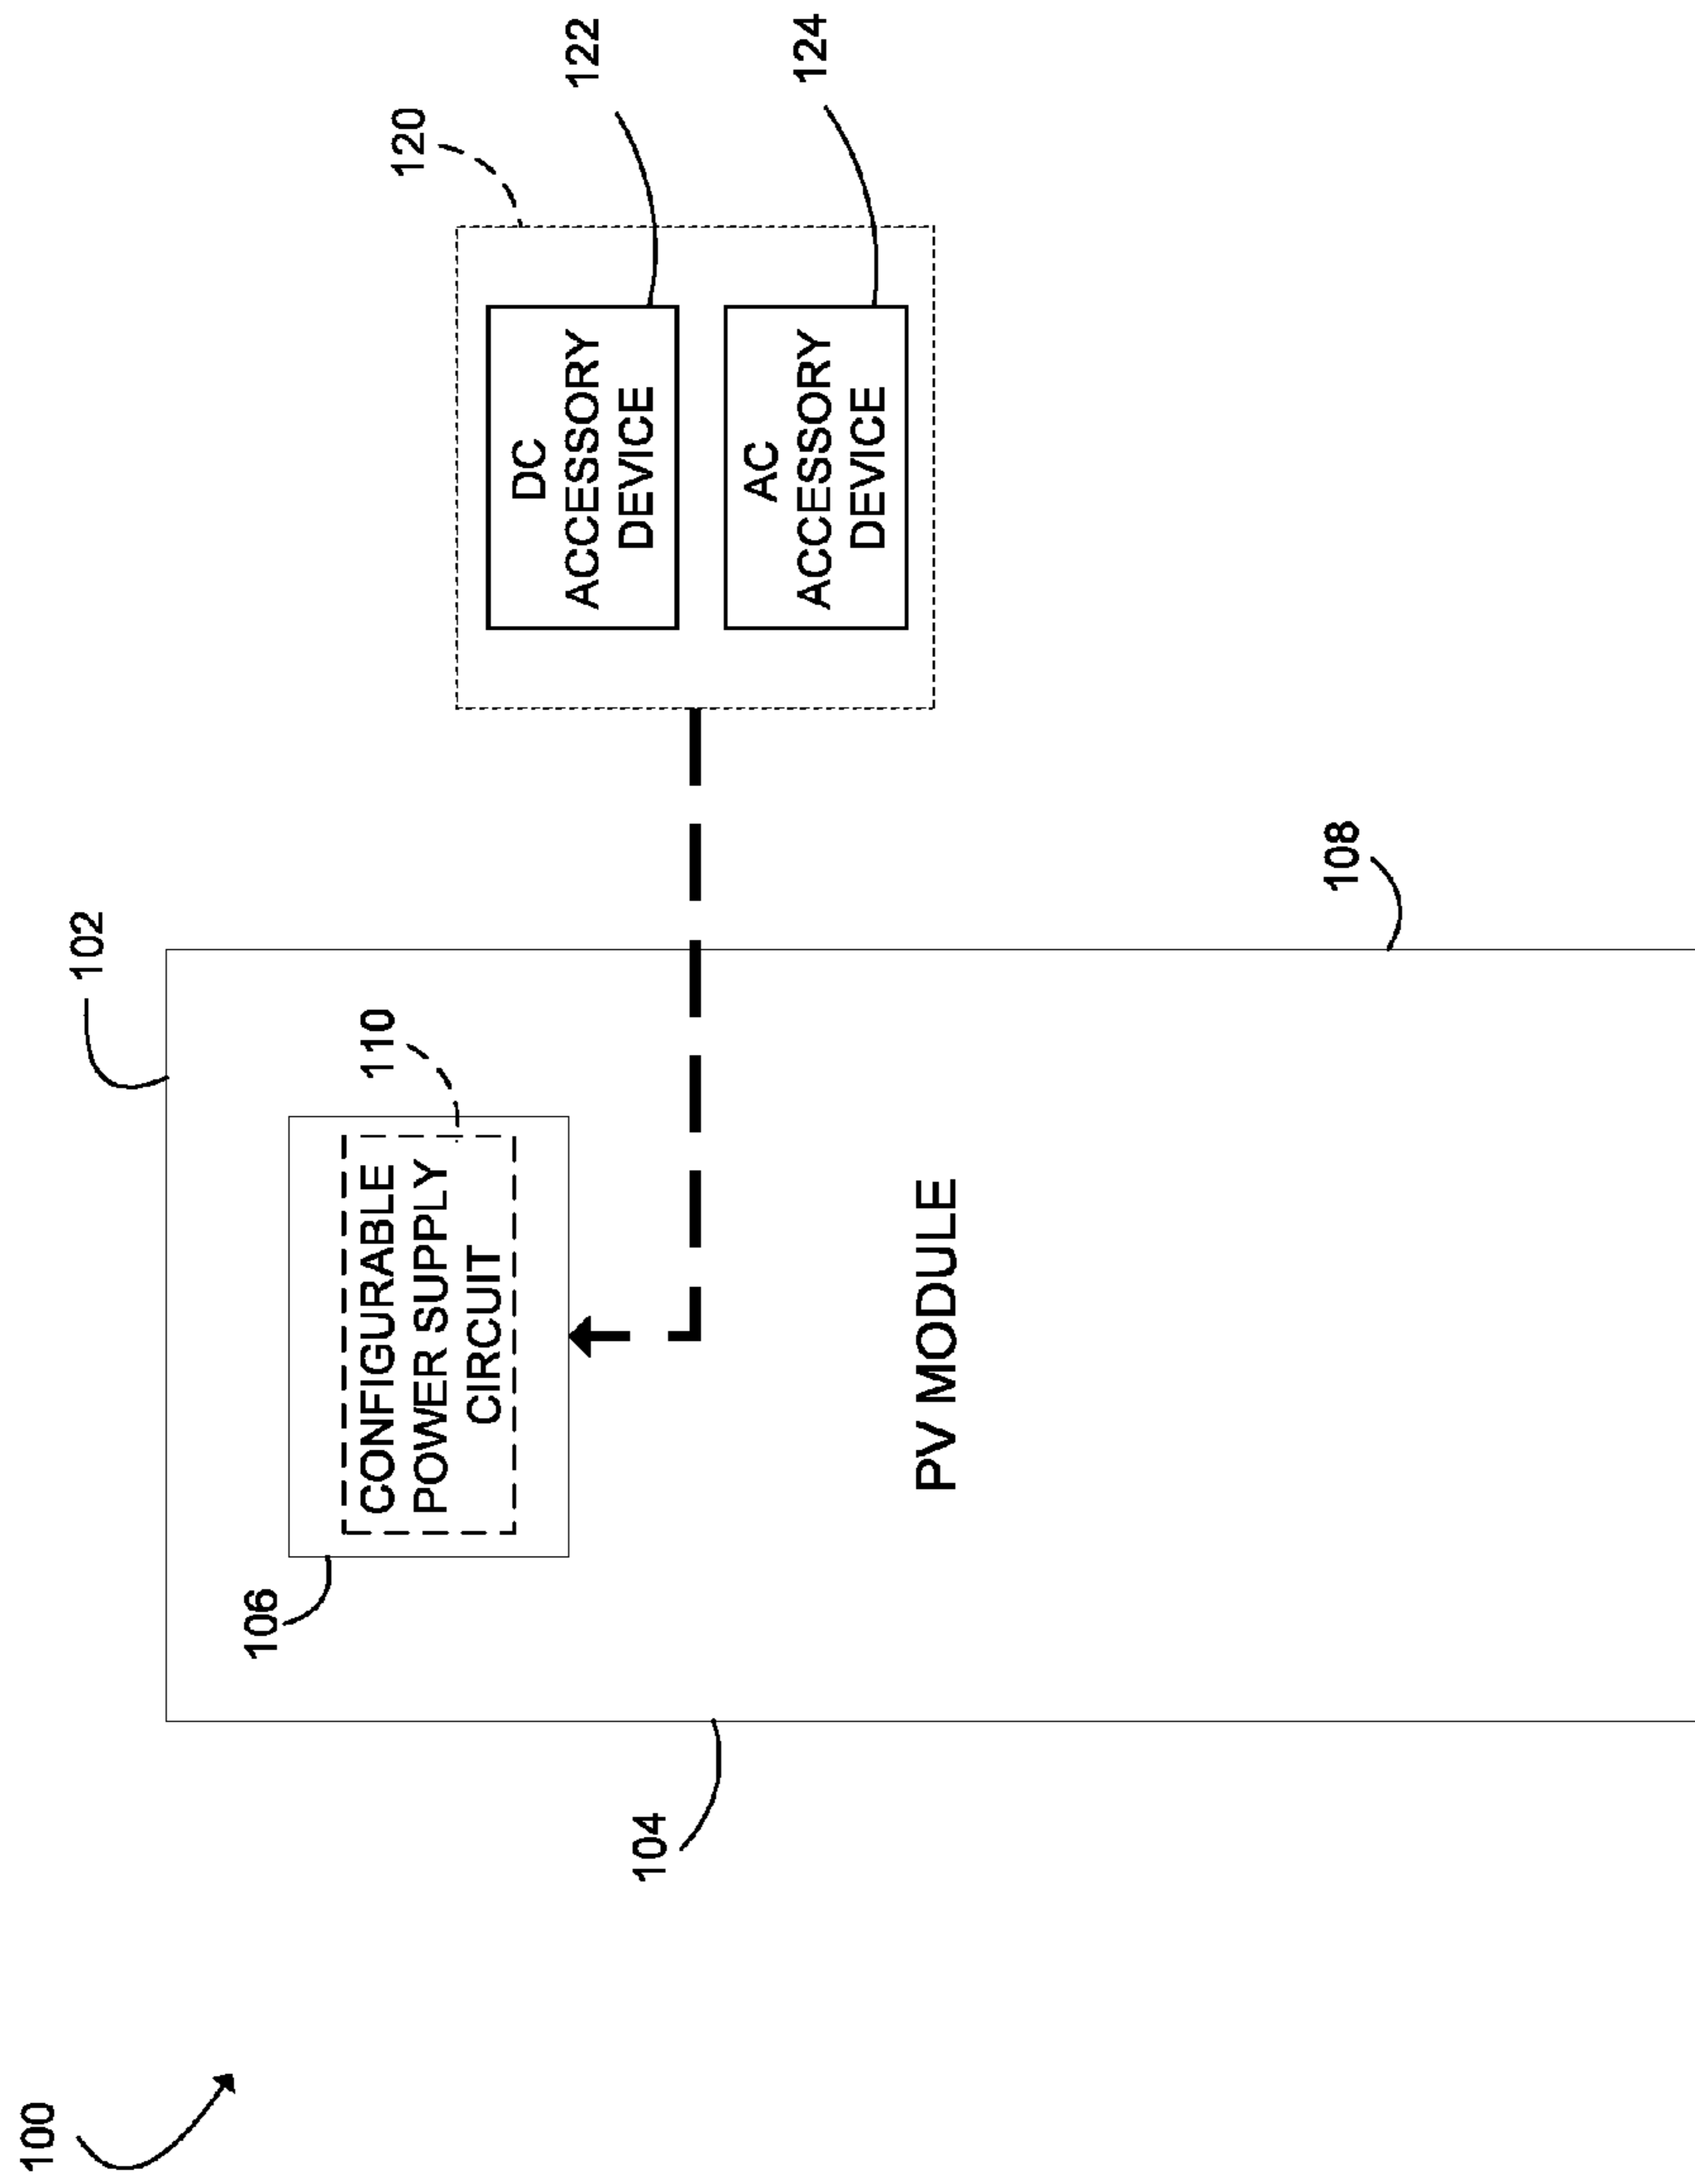 100
102
104
106
CONFIGURABLE
POWER SUPPLY
CIRCUIT
110
PV MODULE
108
120
DC
ACCESSORY
DEVICE
122
AC
ACCESSORY
DEVICE
124